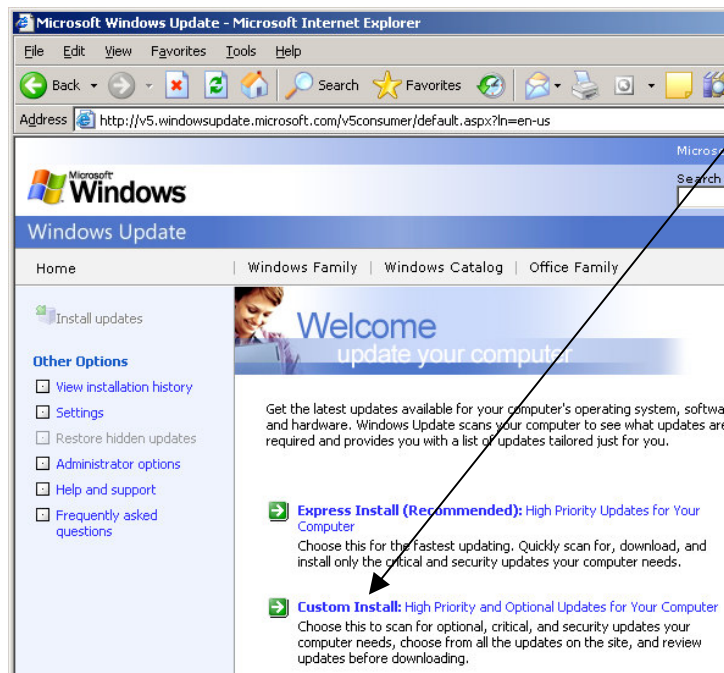 Microsoft Windows Update - Microsoft Internet Explorer
File Edit View Favorites Tools Help
Back Search Favorites
Address http://v5.windowsupdate.microsoft.com/v5consumer/default.aspx?ln=en-us
Microsoft
Windows
Search
Windows Update
Home | Windows Family | Windows Catalog | Office Family
Install updates
Other Options
View installation history
Settings
Restore hidden updates
Administrator options
Help and support
Frequently asked
questions
Welcome
update your computer
Get the latest updates available for your computer's operating system, softwa
and hardware. Windows Update scans your computer to see what updates are
required and provides you with a list of updates tailored just for you.
Express Install (Recommended): High Priority Updates for Your
Computer
Choose this for the fastest updating. Quickly scan for, download, and
install only the critical and security updates your computer needs.
Custom Install: High Priority and Optional Updates for Your Computer
Choose this to scan for optional, critical, and security updates your
computer needs, choose from all the updates on the site, and review
updates before downloading.